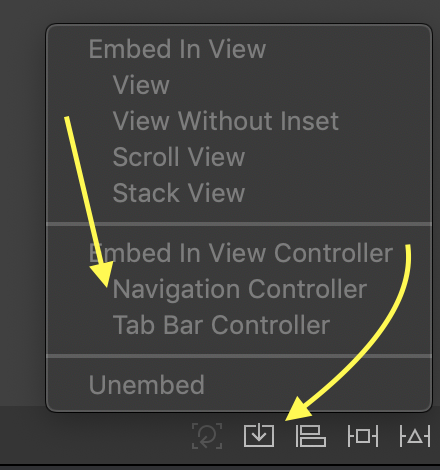 Embed In View
View
View Without Inset
Scroll View
Stack View
Embed In View Controller
Navigation Controller
Tab Bar Controller
Unembed